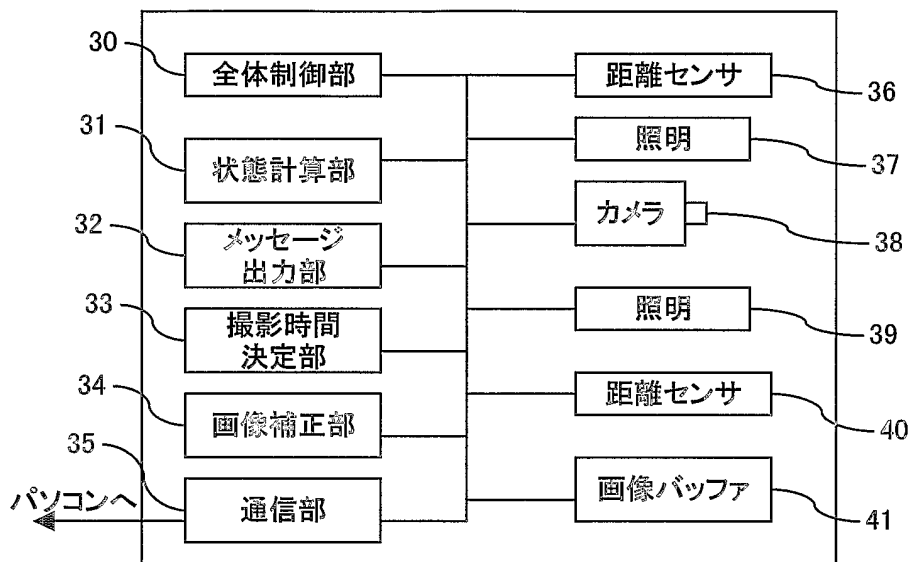 30
全体制御部
31
状態計算部
32
メッセージ
出力部
33
撮影時間
決定部
34
画像補正部
35
通信部
パソコンへ
距離センサ
36
照明
37
カメラ
38
照明
39
距離センサ
40
画像バッファ
41